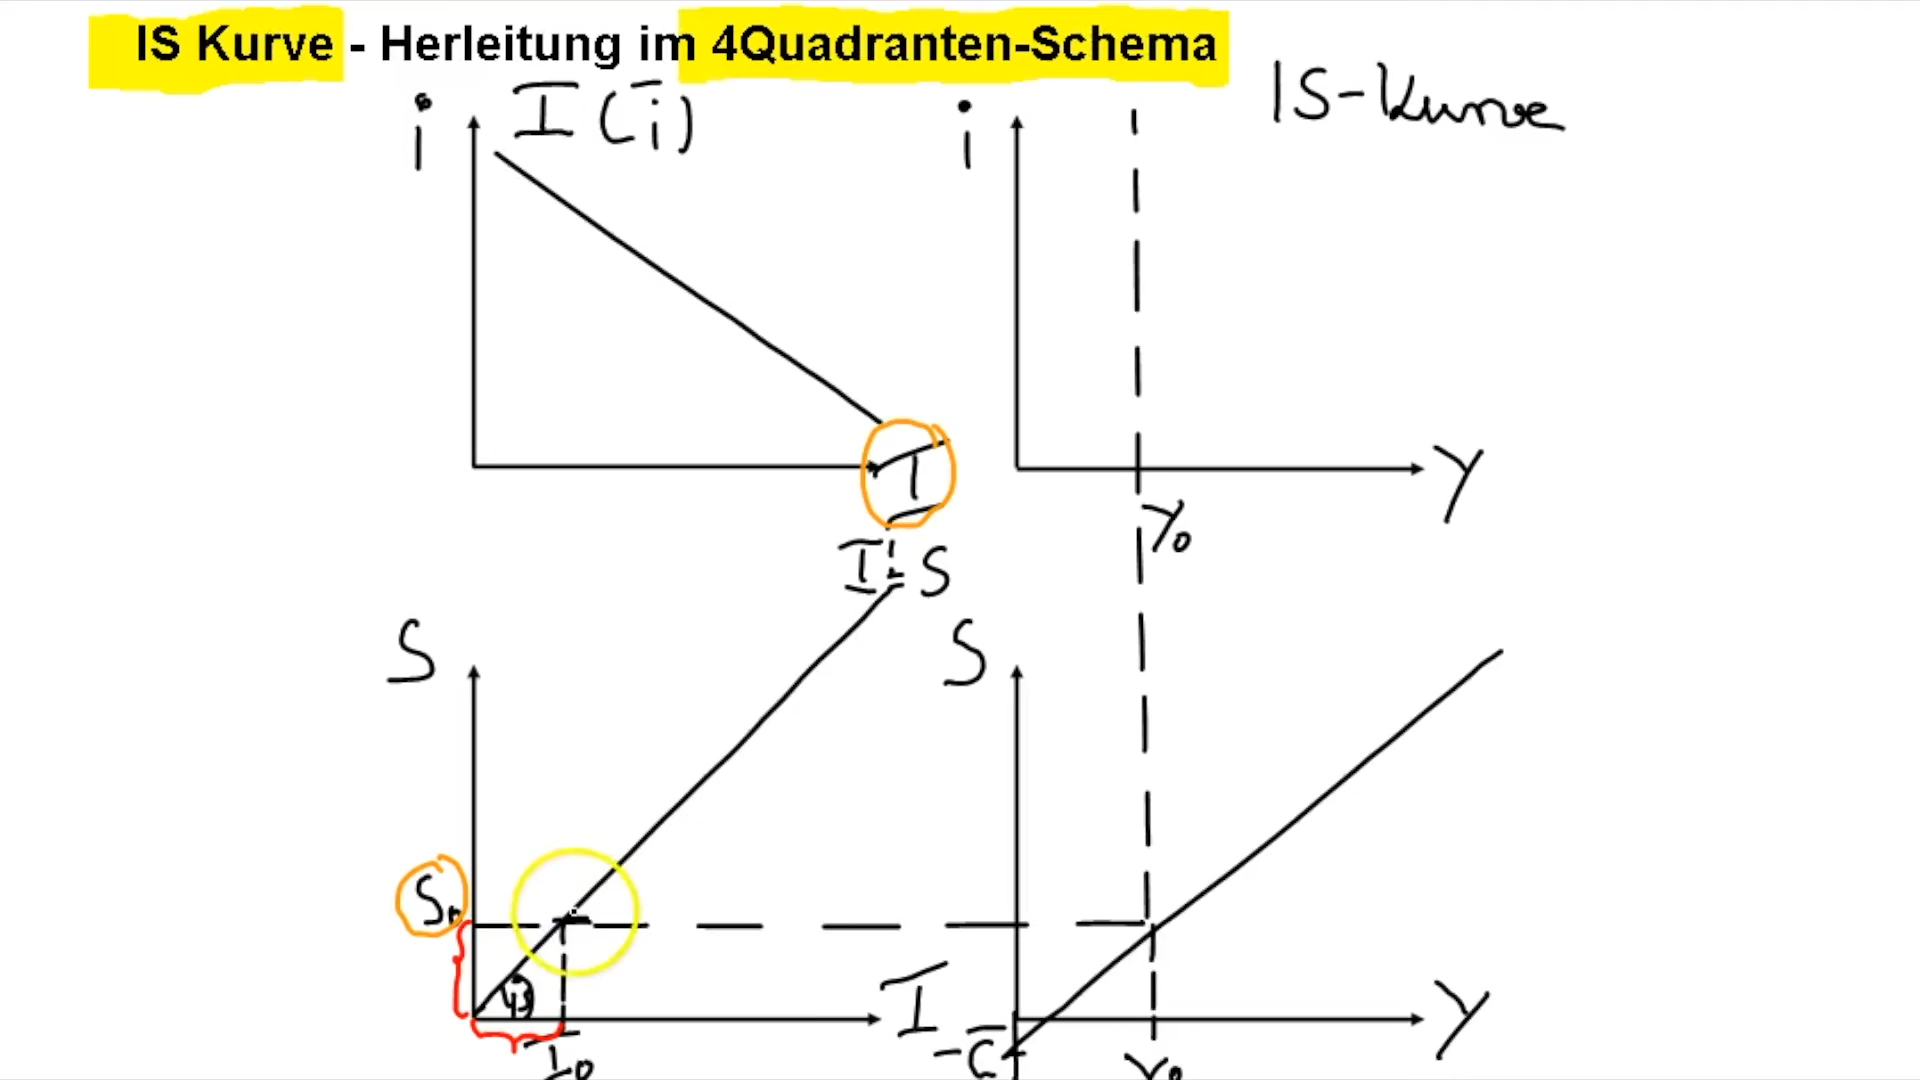 IS Kurve - Herleitung im 4Quadranten-Schema
i I(i) i IS-Kurve
I Y
Y₀
I=S
S S
S₀
45
I Y
-C
I₀ Y₀